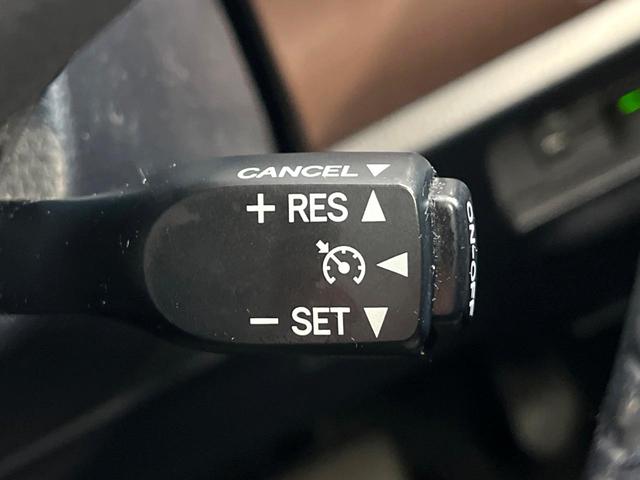 CANCEL ▼
+ RES ▲
◀
− SET ▼
ON-OFF